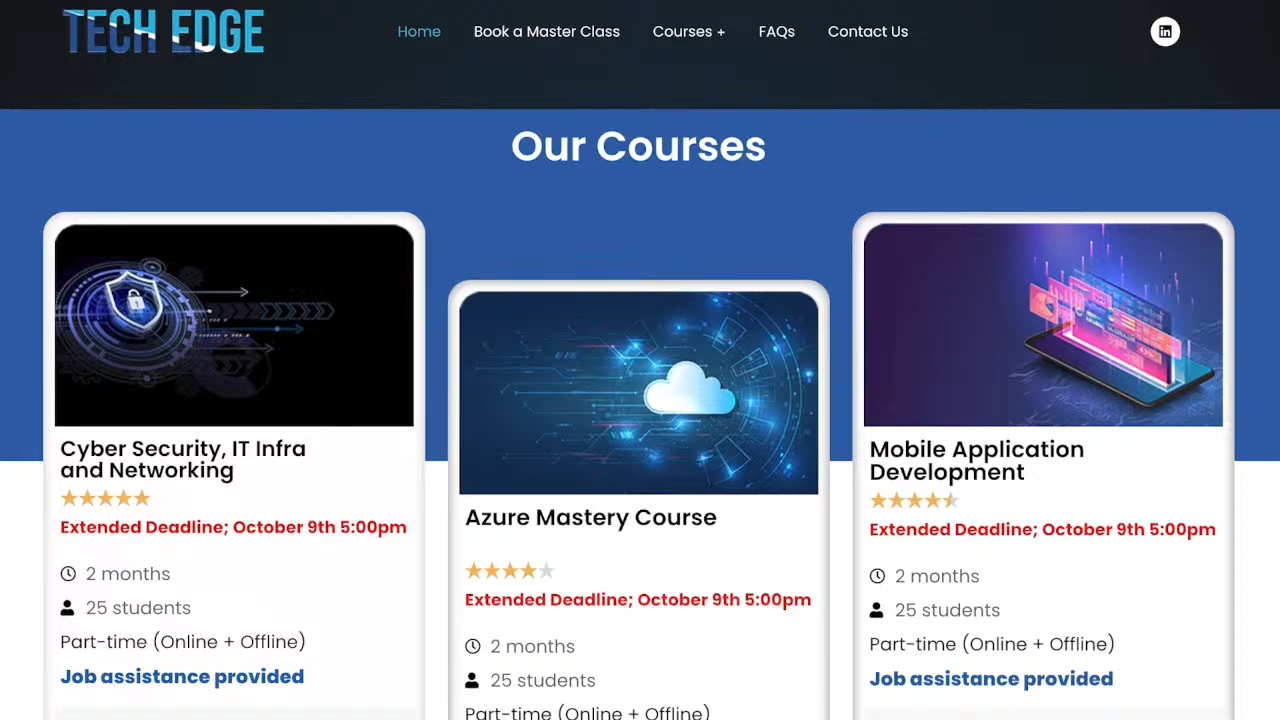 TECH EDGE
Home
Book a Master Class
Courses +
FAQs
Contact Us
Our Courses
Cyber Security, IT Infra
and Networking
Extended Deadline; October 9th 5:00pm
2 months
25 students
Part-time (Online + Offline)
Job assistance provided
Azure Mastery Course
Extended Deadline; October 9th 5:00pm
2 months
25 students
Part-time (Online + Offline)
Mobile Application
Development
Extended Deadline; October 9th 5:00pm
2 months
25 students
Part-time (Online + Offline)
Job assistance provided